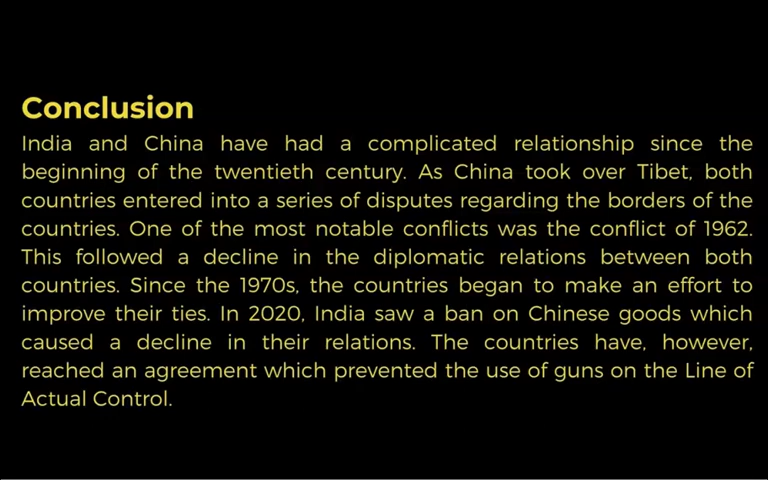 Conclusion
India and China have had a complicated relationship since the
beginning of the twentieth century. As China took over Tibet, both
countries entered into a series of disputes regarding the borders of the
countries. One of the most notable conflicts was the conflict of 1962.
This followed a decline in the diplomatic relations between both
countries. Since the 1970s, the countries began to make an effort to
improve their ties. In 2020, India saw a ban on Chinese goods which
caused a decline in their relations. The countries have, however,
reached an agreement which prevented the use of guns on the Line of
Actual Control.